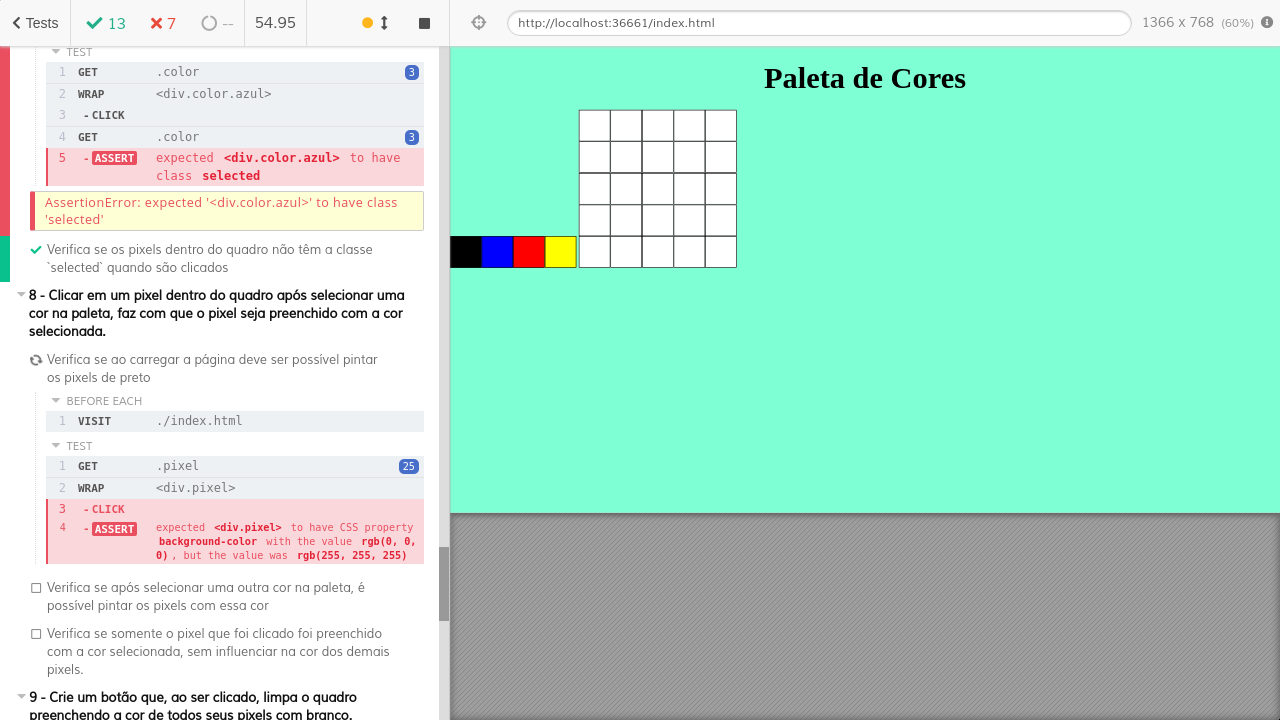 Tests
13
7
--
54.95
http://localhost:36661/index.html
1366 x 768 (60%)
TEST
1 GET .color 3
2 WRAP <div.color.azul>
3 - CLICK
4 GET .color 3
5 - ASSERT expected <div.color.azul> to have
class selected
AssertionError: expected '<div.color.azul>' to have class
'selected'
Verifica se os pixels dentro do quadro não têm a classe
`selected` quando são clicados
8 - Clicar em um pixel dentro do quadro após selecionar uma
cor na paleta, faz com que o pixel seja preenchido com a cor
selecionada.
Verifica se ao carregar a página deve ser possível pintar
os pixels de preto
BEFORE EACH
1 VISIT ./index.html
TEST
1 GET .pixel 25
2 WRAP <div.pixel>
3 - CLICK
4 - ASSERT expected <div.pixel> to have CSS property
background-color with the value rgb(0, 0,
0), but the value was rgb(255, 255, 255)
Verifica se após selecionar uma outra cor na paleta, é
possível pintar os pixels com essa cor
Verifica se somente o pixel que foi clicado foi preenchido
com a cor selecionada, sem influenciar na cor dos demais
pixels.
9 - Crie um botão que, ao ser clicado, limpa o quadro
preenchendo a cor de todos seus pixels com branco.
Paleta de Cores